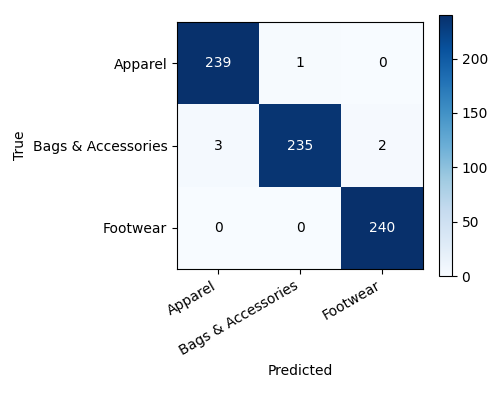 Apparel 239 1 0
Bags & Accessories 3 235 2
Footwear 0 0 240
True
Apparel
Bags & Accessories
Footwear
Predicted
200
150
100
50
0